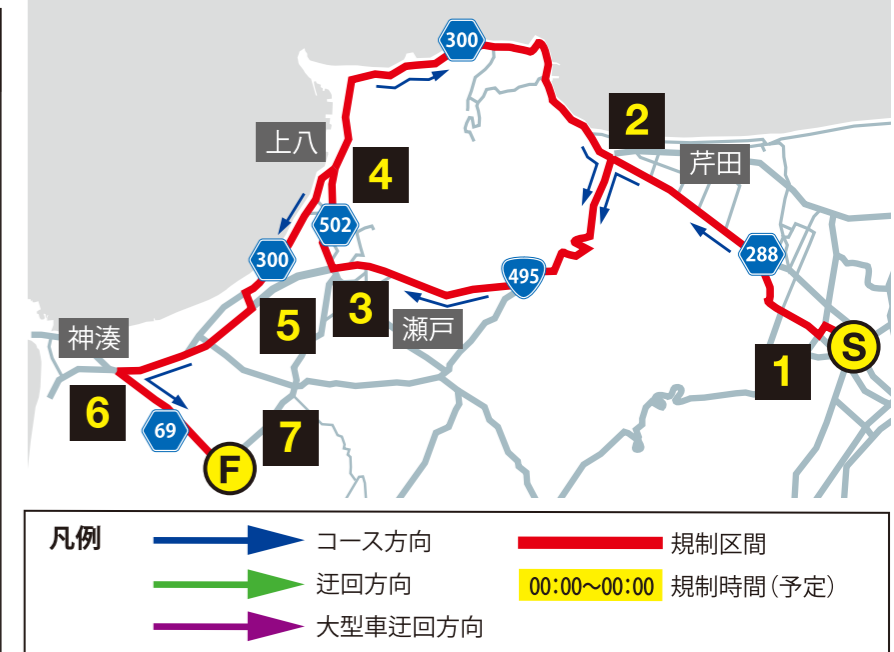 300
2
上八
芹田
4
502
288
300
495
3
5
瀬戸
神湊
1
S
6
69
7
F
凡例
コース方向
規制区間
迂回方向
00:00〜00:00 規制時間（予定）
大型車迂回方向